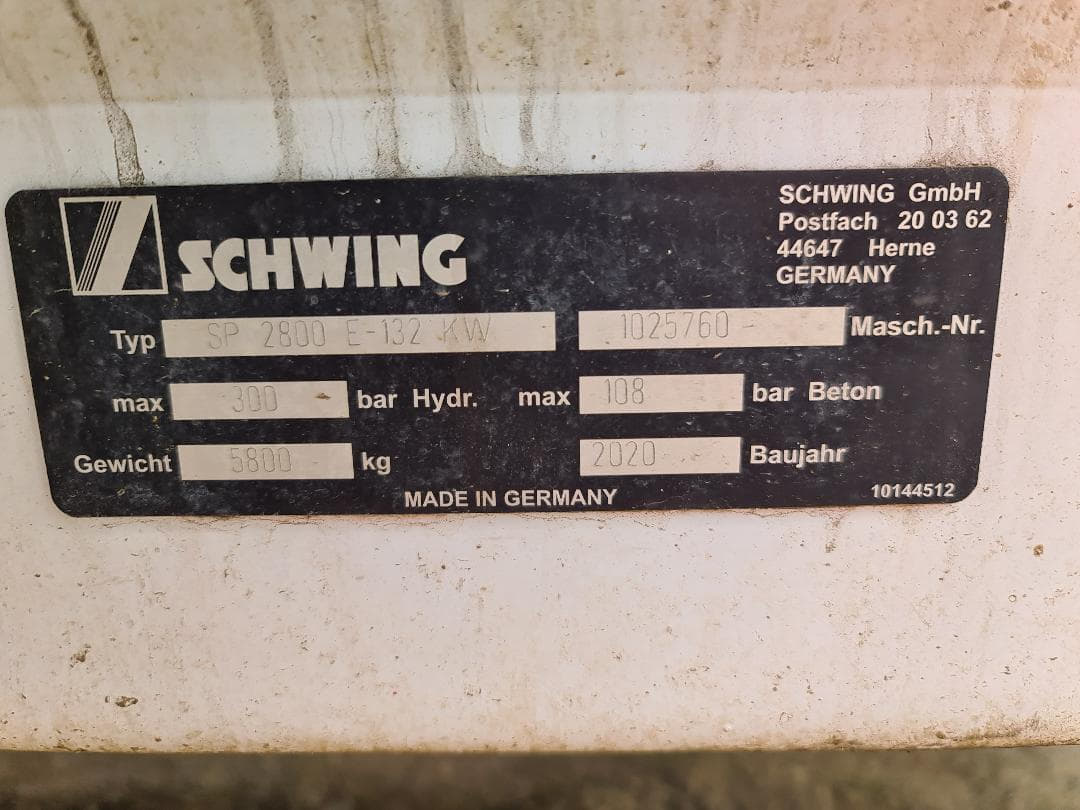 SCHWING GmbH
Postfach 20 03 62
44647 Herne
GERMANY
SCHWING
Typ SP 2800 E-132 KW 1025760 Masch.-Nr.
max 300 bar Hydr. max 108 bar Beton
Gewicht 5800 kg 2020 Baujahr
MADE IN GERMANY 10144512